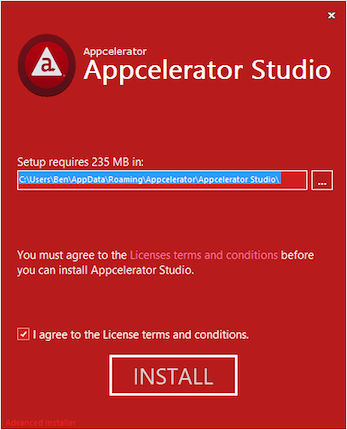 a.
Appcelerator
Appcelerator Studio
Setup requires 235 MB in:
C:\Users\Ben\AppData\Roaming\Appcelerator\Appcelerator Studio\
...
You must agree to the Licenses terms and conditions before
you can install Appcelerator Studio.
I agree to the License terms and conditions.
INSTALL
Advanced Installer